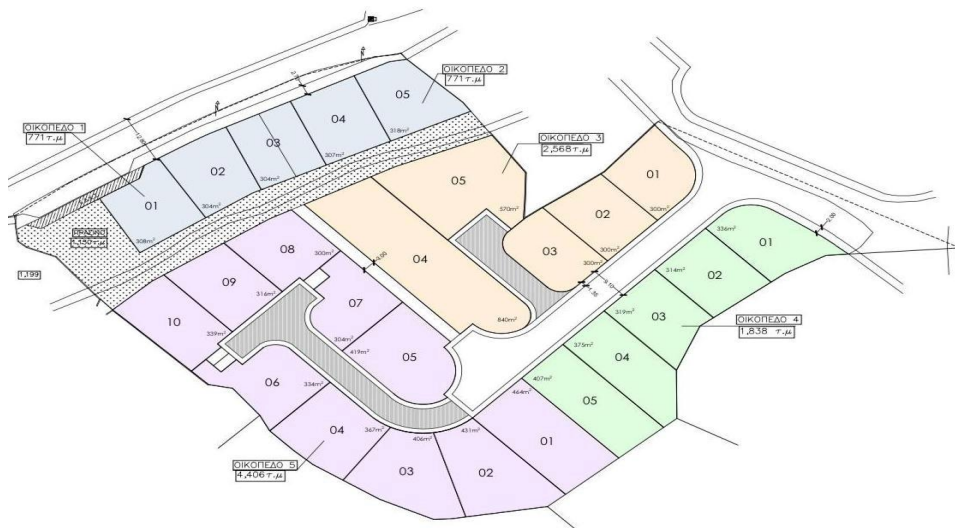 ΟΙΚΟΠΕΔΟ 2
771 τ.μ
ΟΙΚΟΠΕΔΟ 1
771 τ.μ
ΟΙΚΟΠΕΔΟ 3
2,568 τ.μ
05
318m²
04
307m²
03
304m²
02
304m²
01
308m²
1,199
05
570m²
04
840m²
03
300m²
02
300m²
01
300m²
336m²
01
314m²
02
319m²
03
375m²
04
407m²
05
ΟΙΚΟΠΕΔΟ 4
1,838 τ.μ
08
300m²
09
316m²
10
339m²
07
304m²
05
419m²
06
334m²
04
367m²
03
406m²
02
431m²
01
464m²
ΟΙΚΟΠΕΔΟ 5
4,406 τ.μ